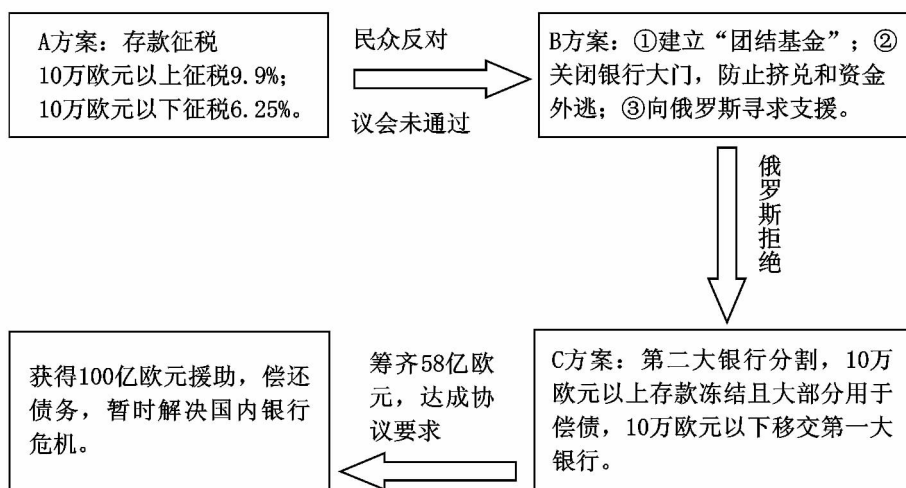 A方案：存款征税
10万欧元以上征税9.9%；
10万欧元以下征税6.25%。
民众反对
议会未通过
B方案：①建立“团结基金”；②
关闭银行大门，防止挤兑和资金
外逃；③向俄罗斯寻求支援。
俄罗斯拒绝
C方案：第二大银行分割，10万
欧元以上存款冻结且大部分用于
偿债，10万欧元以下移交第一大
银行。
筹齐58亿欧
元，达成协
议要求
获得100亿欧元援助，偿还
债务，暂时解决国内银行
危机。